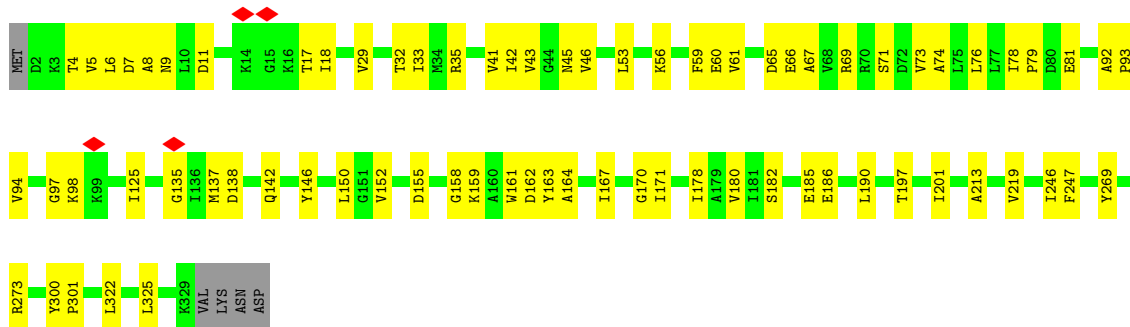 MET D2 K3 T4 V5 L6 D7 A8 N9 L10 D11 K14 G15 K16 T17 I18 V29 T32 I33 M34 R35 V41 I42 V43 G44 N45 V46 L53 K56 F59 E60 V61 D65 E66 A67 V68 R69 R70 S71 D72 V73 A74 L75 L76 L77 I78 P79 D80 E81 A92 P93
V94 G97 K98 K99 I125 G135 I136 M137 D138 Q142 Y146 L150 G151 V152 D155 G158 K159 A160 W161 D162 Y163 A164 I167 G170 I171 I178 A179 V180 I181 S182 E185 E186 L190 T197 I201 A213 V219 I246 F247 Y269
R273 Y300 P301 L322 L325 K329 VAL LYS ASN ASP